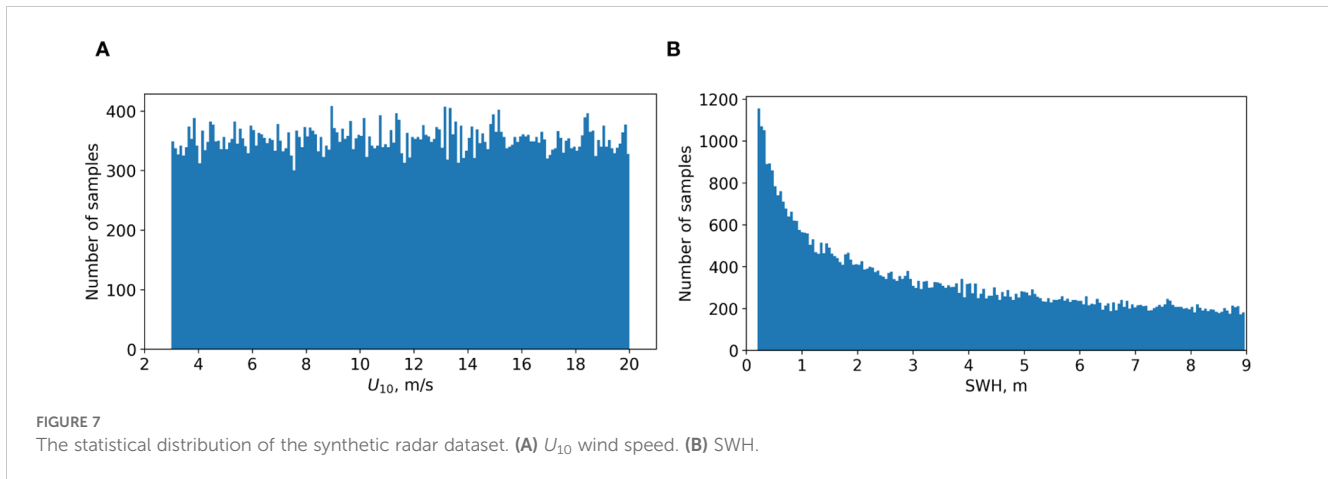 A
B
Number of samples
400
300
200
100
0
2 4 6 8 10 12 14 16 18 20
U10, m/s
Number of samples
1200
1000
800
600
400
200
0
0 1 2 3 4 5 6 7 8 9
SWH, m
FIGURE 7
The statistical distribution of the synthetic radar dataset. (A) U10 wind speed. (B) SWH.